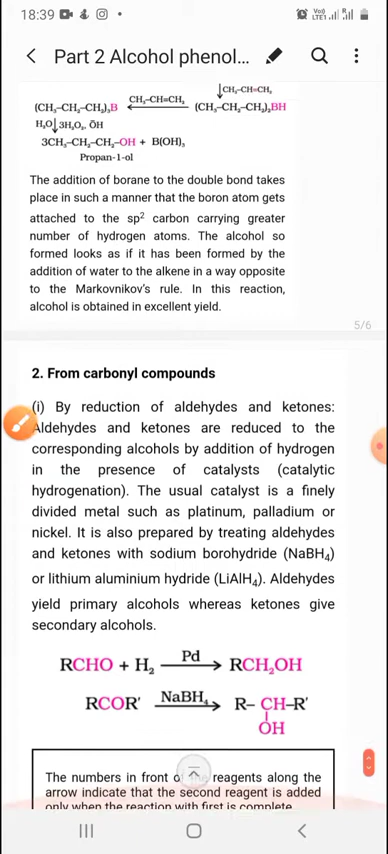 18:39
VoI)
LTE1
R
Part 2 Alcohol phenol...
↓CH₃-CH=CH₂
(CH₃-CH₂-CH₂)₃B ← CH₃-CH=CH₂ (CH₃-CH₂-CH₂)₂BH
H₂O↓3H₂O₂, ŌH
3CH₃-CH₂-CH₂-OH + B(OH)₃
Propan-1-ol
The addition of borane to the double bond takes
place in such a manner that the boron atom gets
attached to the sp² carbon carrying greater
number of hydrogen atoms. The alcohol so
formed looks as if it has been formed by the
addition of water to the alkene in a way opposite
to the Markovnikov's rule. In this reaction,
alcohol is obtained in excellent yield.
5/6
2. From carbonyl compounds
(i) By reduction of aldehydes and ketones:
Aldehydes and ketones are reduced to the
corresponding alcohols by addition of hydrogen
in the presence of catalysts (catalytic
hydrogenation). The usual catalyst is a finely
divided metal such as platinum, palladium or
nickel. It is also prepared by treating aldehydes
and ketones with sodium borohydride (NaBH₄)
or lithium aluminium hydride (LiAlH₄). Aldehydes
yield primary alcohols whereas ketones give
secondary alcohols.
RCHO + H₂ Pd → RCH₂OH
RCOR' NaBH₄ → R- CH-R'
OH
The numbers in front reagents along the
arrow indicate that the second reagent is added
only when the reaction with first is complete